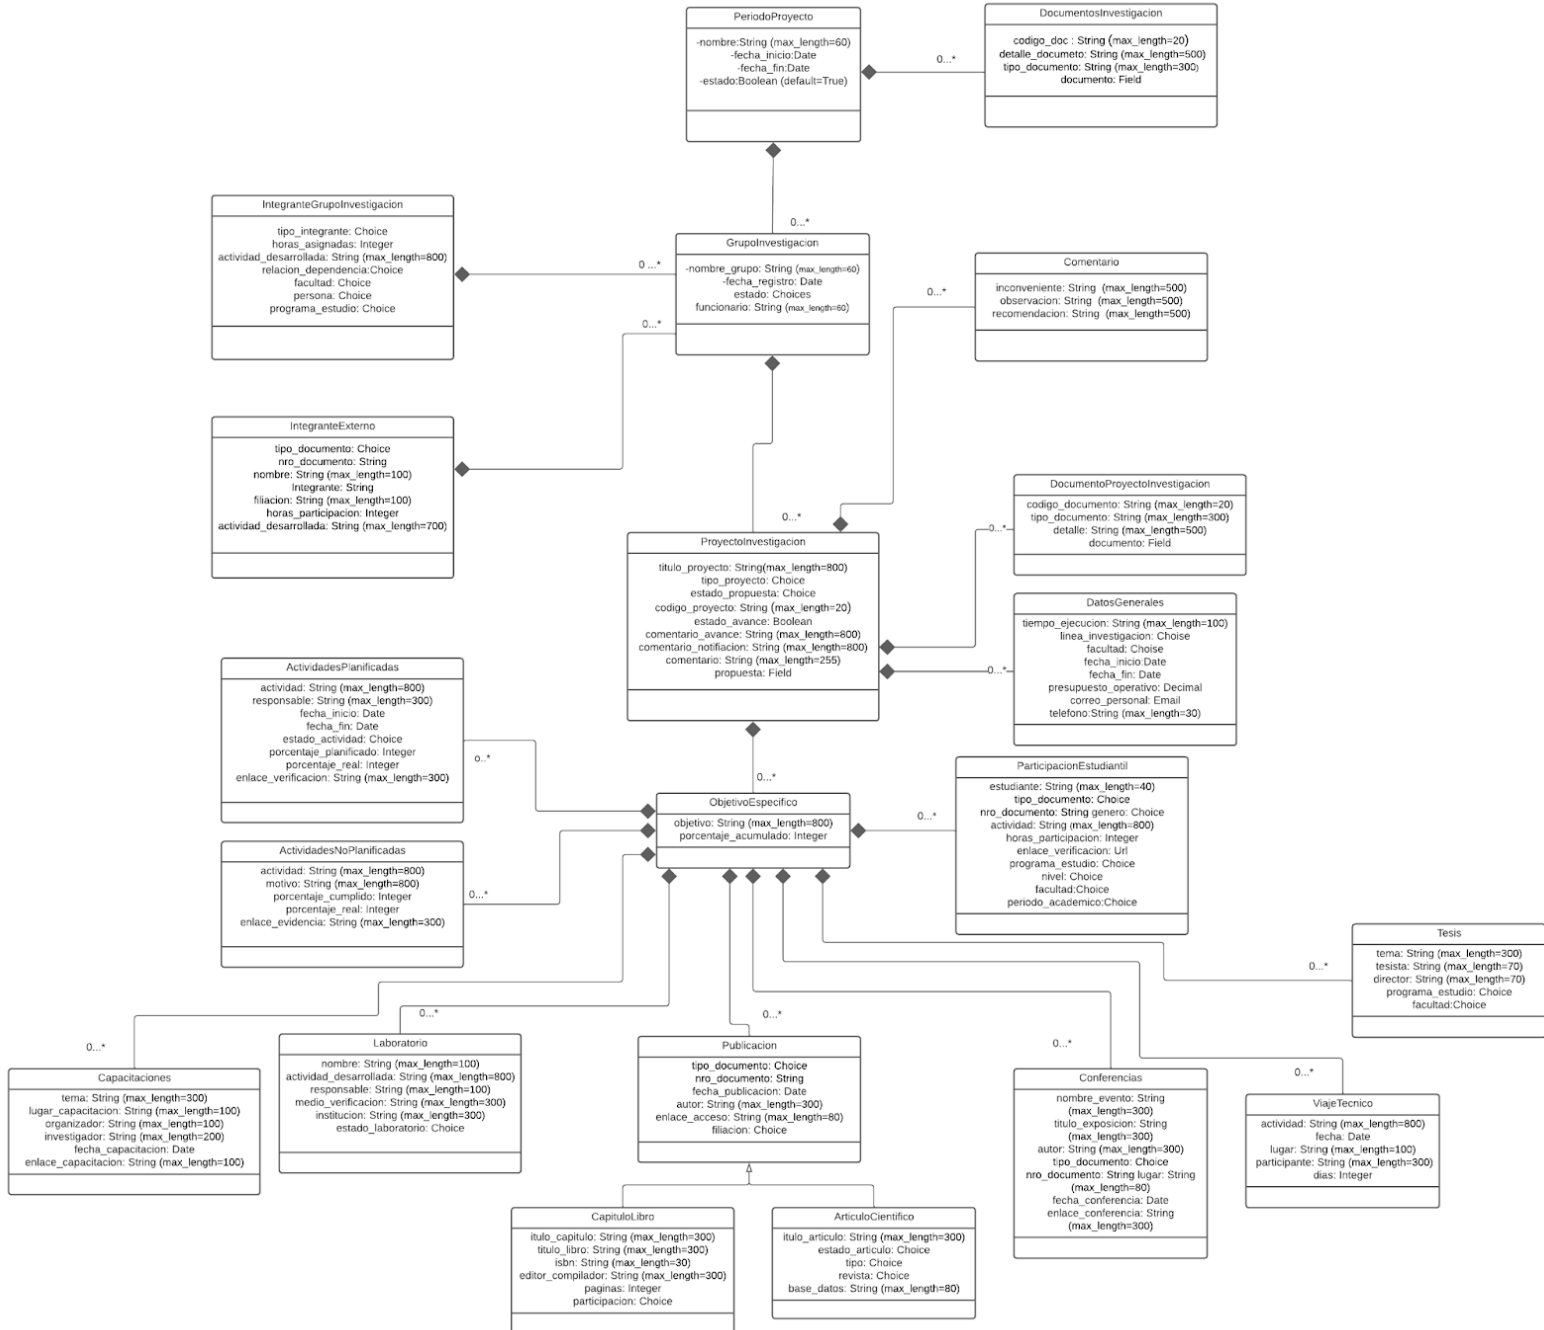 PeriodoProyecto
-nombre:String (max_length=60)
-fecha_inicio:Date
-fecha_fin:Date
-estado:Boolean (default=True)
DocumentosInvestigacion
codigo_doc : String (max_length=20)
detalle_documeto: String (max_length=500)
tipo_documento: String (max_length=300)
documento: Field
0...*
0...*
IntegranteGrupoInvestigacion
tipo_integrante: Choice
horas_asignadas: Integer
actividad_desarrollada: String (max_length=800)
relacion_dependencia:Choice
facultad: Choice
persona: Choice
programa_estudio: Choice
0 ...*
GrupoInvestigacion
-nombre_grupo: String (max_length=60)
-fecha_registro: Date
estado: Choices
funcionario: String (max_length=60)
0...*
Comentario
inconveniente: String (max_length=500)
observacion: String (max_length=500)
recomendacion: String (max_length=500)
0...*
IntegranteExterno
tipo_documento: Choice
nro_documento: String
nombre: String (max_length=100)
Integrante: String
filiacion: String (max_length=100)
horas_participacion: Integer
actividad_desarrollada: String (max_length=700)
0...*
ProyectoInvestigacion
titulo_proyecto: String(max_length=800)
tipo_proyecto: Choice
estado_propuesta: Choice
codigo_proyecto: String (max_length=20)
estado_avance: Boolean
comentario_avance: String (max_length=800)
comentario_notifiacion: String (max_length=800)
comentario: String (max_length=255)
propuesta: Field
DocumentoProyectoInvestigacion
codigo_documento: String (max_length=20)
tipo_documento: String (max_length=300)
detalle: String (max_length=500)
documento: Field
0...*
DatosGenerales
tiempo_ejecucion: String (max_length=100)
linea_investigacion: Choise
facultad: Choise
fecha_inicio:Date
fecha_fin: Date
presupuesto_operativo: Decimal
correo_personal: Email
telefono:String (max_length=30)
0...*
ActividadesPlanificadas
actividad: String (max_length=800)
responsable: String (max_length=300)
fecha_inicio: Date
fecha_fin: Date
estado_actividad: Choice
porcentaje_planificado: Integer
porcentaje_real: Integer
enlace_verificacion: String (max_length=300)
o..*
0...*
ObjetivoEspecifico
objetivo: String (max_length=800)
porcentaje_acumulado: Integer
0...*
ParticipacionEstudiantil
estudiante: String (max_length=40)
tipo_documento: Choice
nro_documento: String genero: Choice
actividad: String (max_length=800)
horas_participacion: Integer
enlace_verificacion: Url
programa_estudio: Choice
nivel: Choice
facultad:Choice
periodo_academico:Choice
ActividadesNoPlanificadas
actividad: String (max_length=800)
motivo: String (max_length=800)
porcentaje_cumplido: Integer
porcentaje_real: Integer
enlace_evidencia: String (max_length=300)
0...*
Tesis
tema: String (max_length=300)
tesista: String (max_length=70)
director: String (max_length=70)
programa_estudio: Choice
facultad:Choice
0...*
0...*
Capacitaciones
tema: String (max_length=300)
lugar_capacitacion: String (max_length=100)
organizador: String (max_length=100)
investigador: String (max_length=200)
fecha_capacitacion: Date
enlace_capacitacion: String (max_length=100)
0...*
Laboratorio
nombre: String (max_length=100)
actividad_desarrollada: String (max_length=800)
responsable: String (max_length=100)
medio_verificacion: String (max_length=300)
institucion: String (max_length=300)
estado_laboratorio: Choice
0...*
Publicacion
tipo_documento: Choice
nro_documento: String
fecha_publicacion: Date
autor: String (max_length=300)
enlace_acceso: String (max_length=80)
filiacion: Choice
0...*
Conferencias
nombre_evento: String
(max_length=300)
titulo_exposicion: String
(max_length=300)
autor: String (max_length=300)
tipo_documento: Choice
nro_documento: String lugar: String
(max_length=80)
fecha_conferencia: Date
enlace_conferencia: String
(max_length=300)
0...*
ViajeTecnico
actividad: String (max_length=800)
fecha: Date
lugar: String (max_length=100)
participante: String (max_length=300)
dias: Integer
CapituloLibro
itulo_capitulo: String (max_length=300)
titulo_libro: String (max_length=300)
isbn: String (max_length=30)
editor_compilador: String (max_length=300)
paginas: Integer
participacion: Choice
ArticuloCientifico
itulo_articulo: String (max_length=300)
estado_articulo: Choice
tipo: Choice
revista: Choice
base_datos: String (max_length=80)